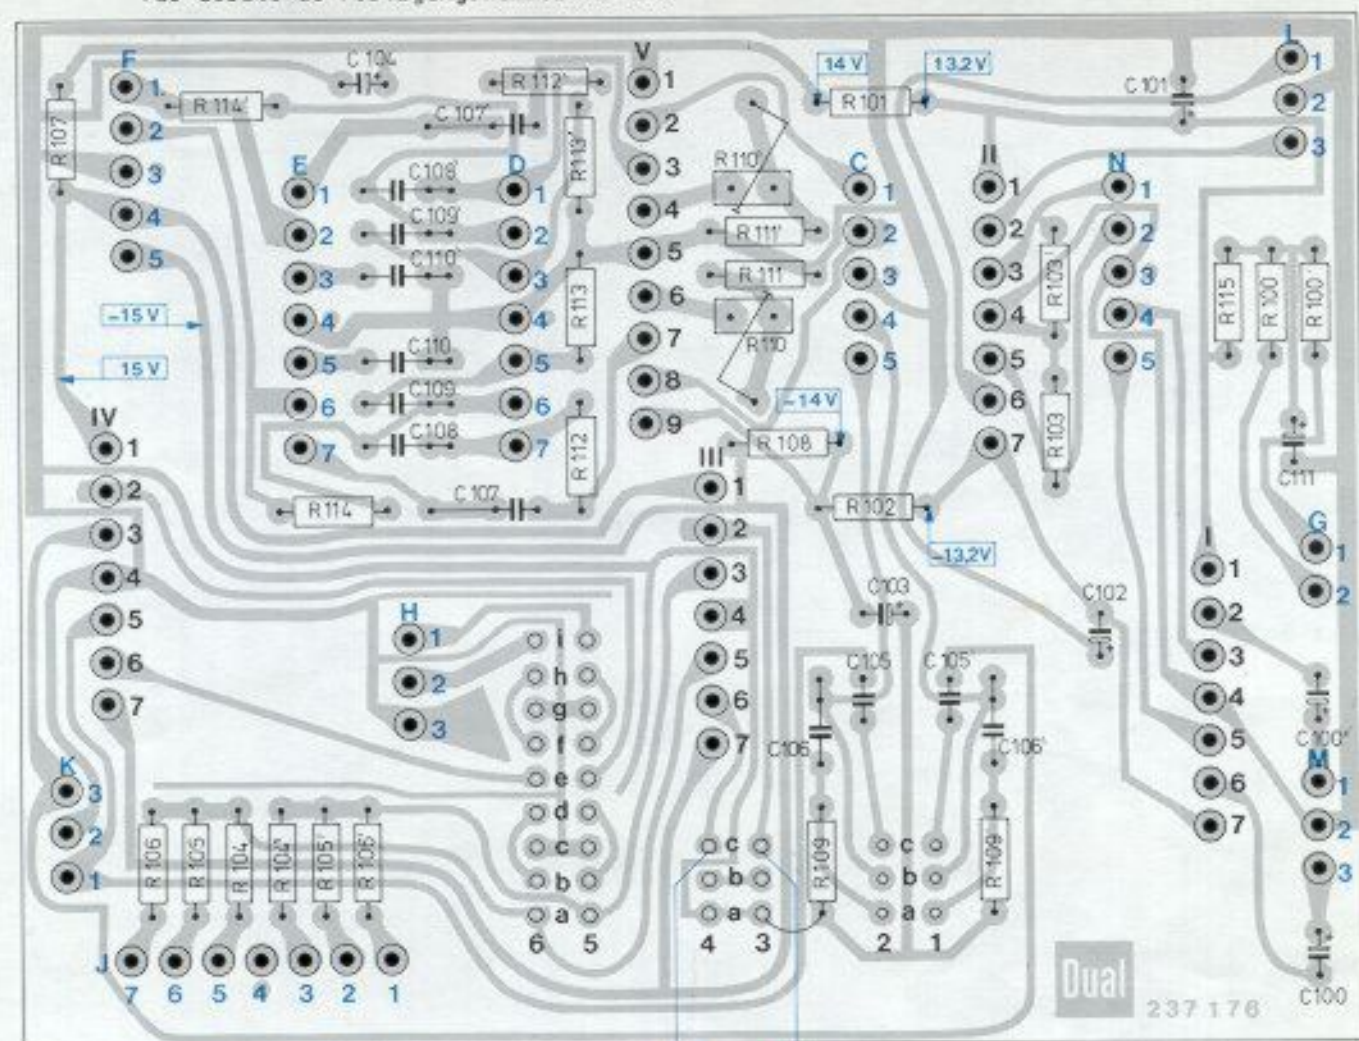 F
C 104
R 112'
V
14 V
13,2V
L
1
1
1
R 114'
C 107'
R 101
C 101
2
2
2
R 107
R 113'
3
R 110'
II
3
3
E
C 108'
D
C
N
4
1
1
4
1
1
1
C109'
R 111'
5
2
2
5
2
2
2
C 110'
R 111
R 103'
3
3
6
3
3
3
R 115
R 100
R 100'
-15 V
4
4
R 113
R110
4
4
4
C 110
7
15 V
5
5
5
5
5
C109
8
-14 V
6
6
6
IV
C108
9
R 108
R 103
1
7
7
R 112
III
7
C111
2
C 107
1
R 114
R 102
G
3
2
-13,2V
1
I
4
3
1
2
H
C103
C102
5
4
2
1
i
6
5
C105
C 105'
3
2
h
7
6
4
3
g
7
C106
C106'
5
C100'
f
M
K
e
6
1
3
d
7
2
2
R 106
R 105
R 104
R 104'
R 105'
R 106'
c
c
R109
c
R109'
3
1
b
b
b
a
a
a
6
5
4
3
2
1
J
7
6
5
4
3
2
1
Dual
237 176
C100